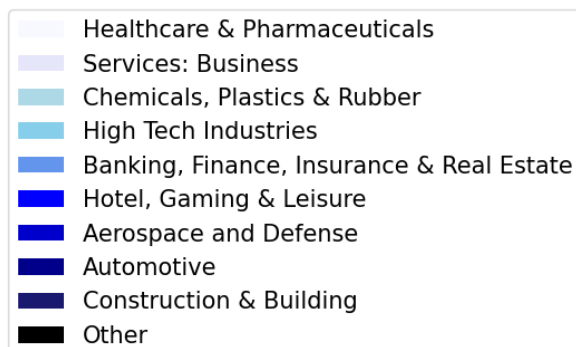 Healthcare & Pharmaceuticals
Services: Business
Chemicals, Plastics & Rubber
High Tech Industries
Banking, Finance, Insurance & Real Estate
Hotel, Gaming & Leisure
Aerospace and Defense
Automotive
Construction & Building
Other